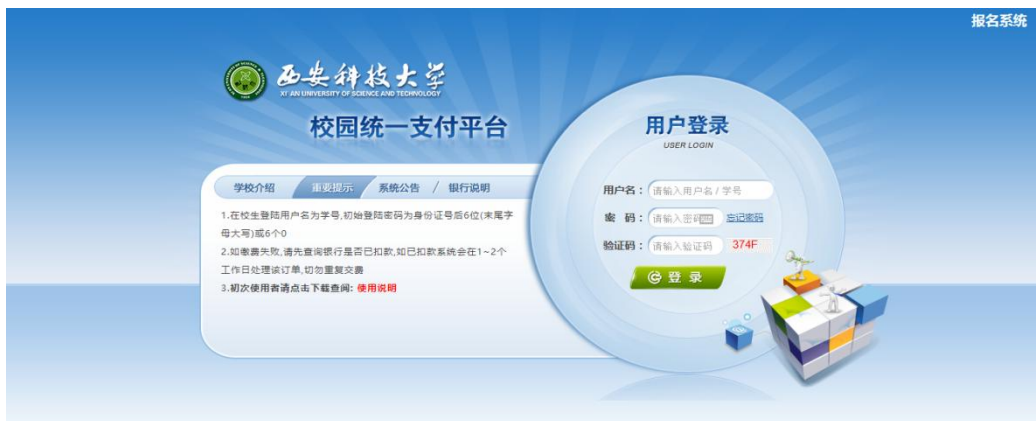 报名系统
西安科技大学
XI'AN UNIVERSITY OF SCIENCE AND TECHNOLOGY
校园统一支付平台
用户登录
USER LOGIN
学校介绍 重要提示 系统公告 / 银行说明
1.在校生登陆用户名为学号,初始登陆密码为身份证号后6位(末尾字
母大写)或6个0
2.如缴费失败,请先查询银行是否已扣款,如已扣款系统会在1~2个
工作日处理该订单,切勿重复交费
3.初次使用者请点击下载查阅: 使用说明
用户名: 请输入用户名 / 学号
密 码: 请输入密码 忘记密码
验证码: 请输入验证码 374F
登 录